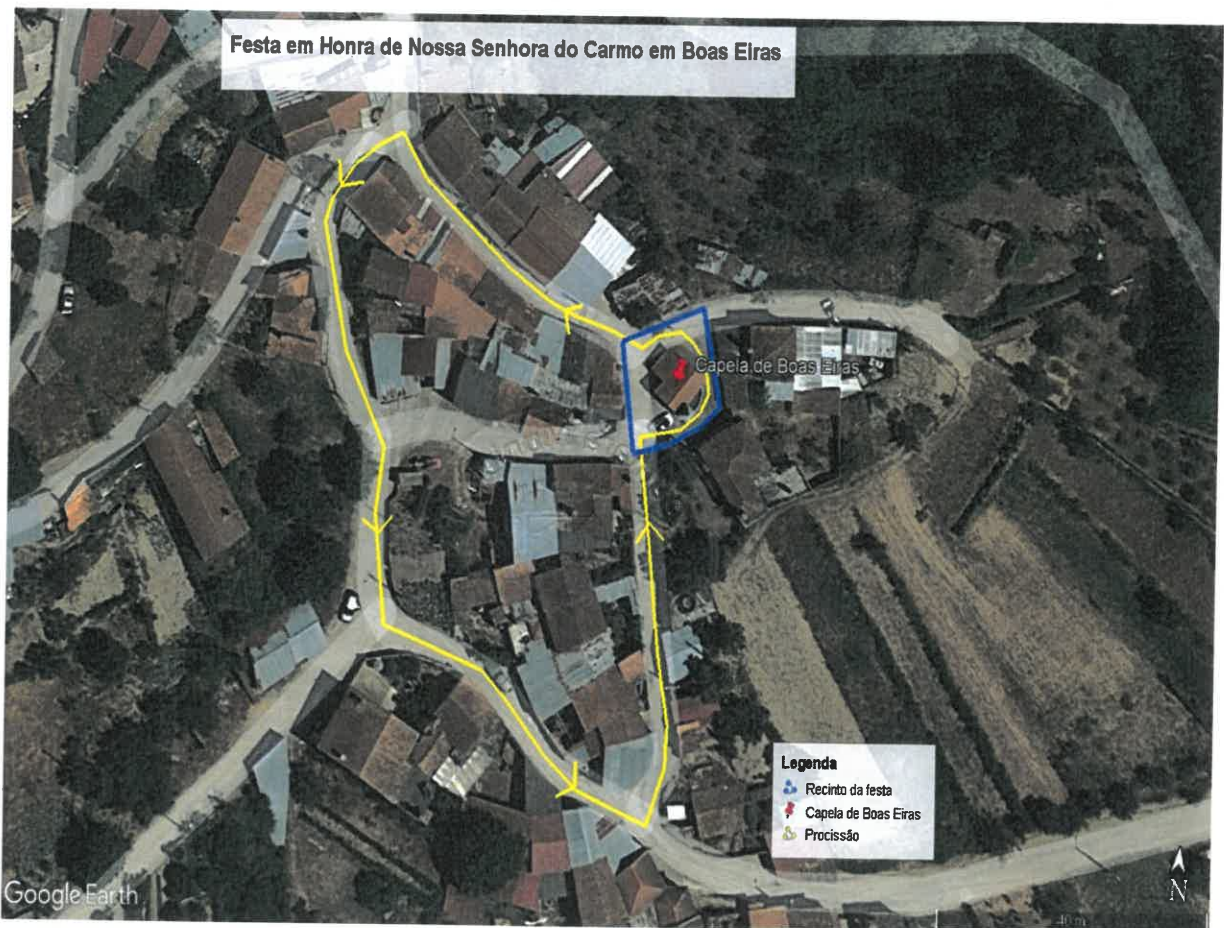 Festa em Honra de Nossa Senhora do Carmo em Boas Eiras
Capela de Boas Eiras
Legenda
Recinto da festa
Capela de Boas Eiras
Procissão
Google Earth
N
40 m